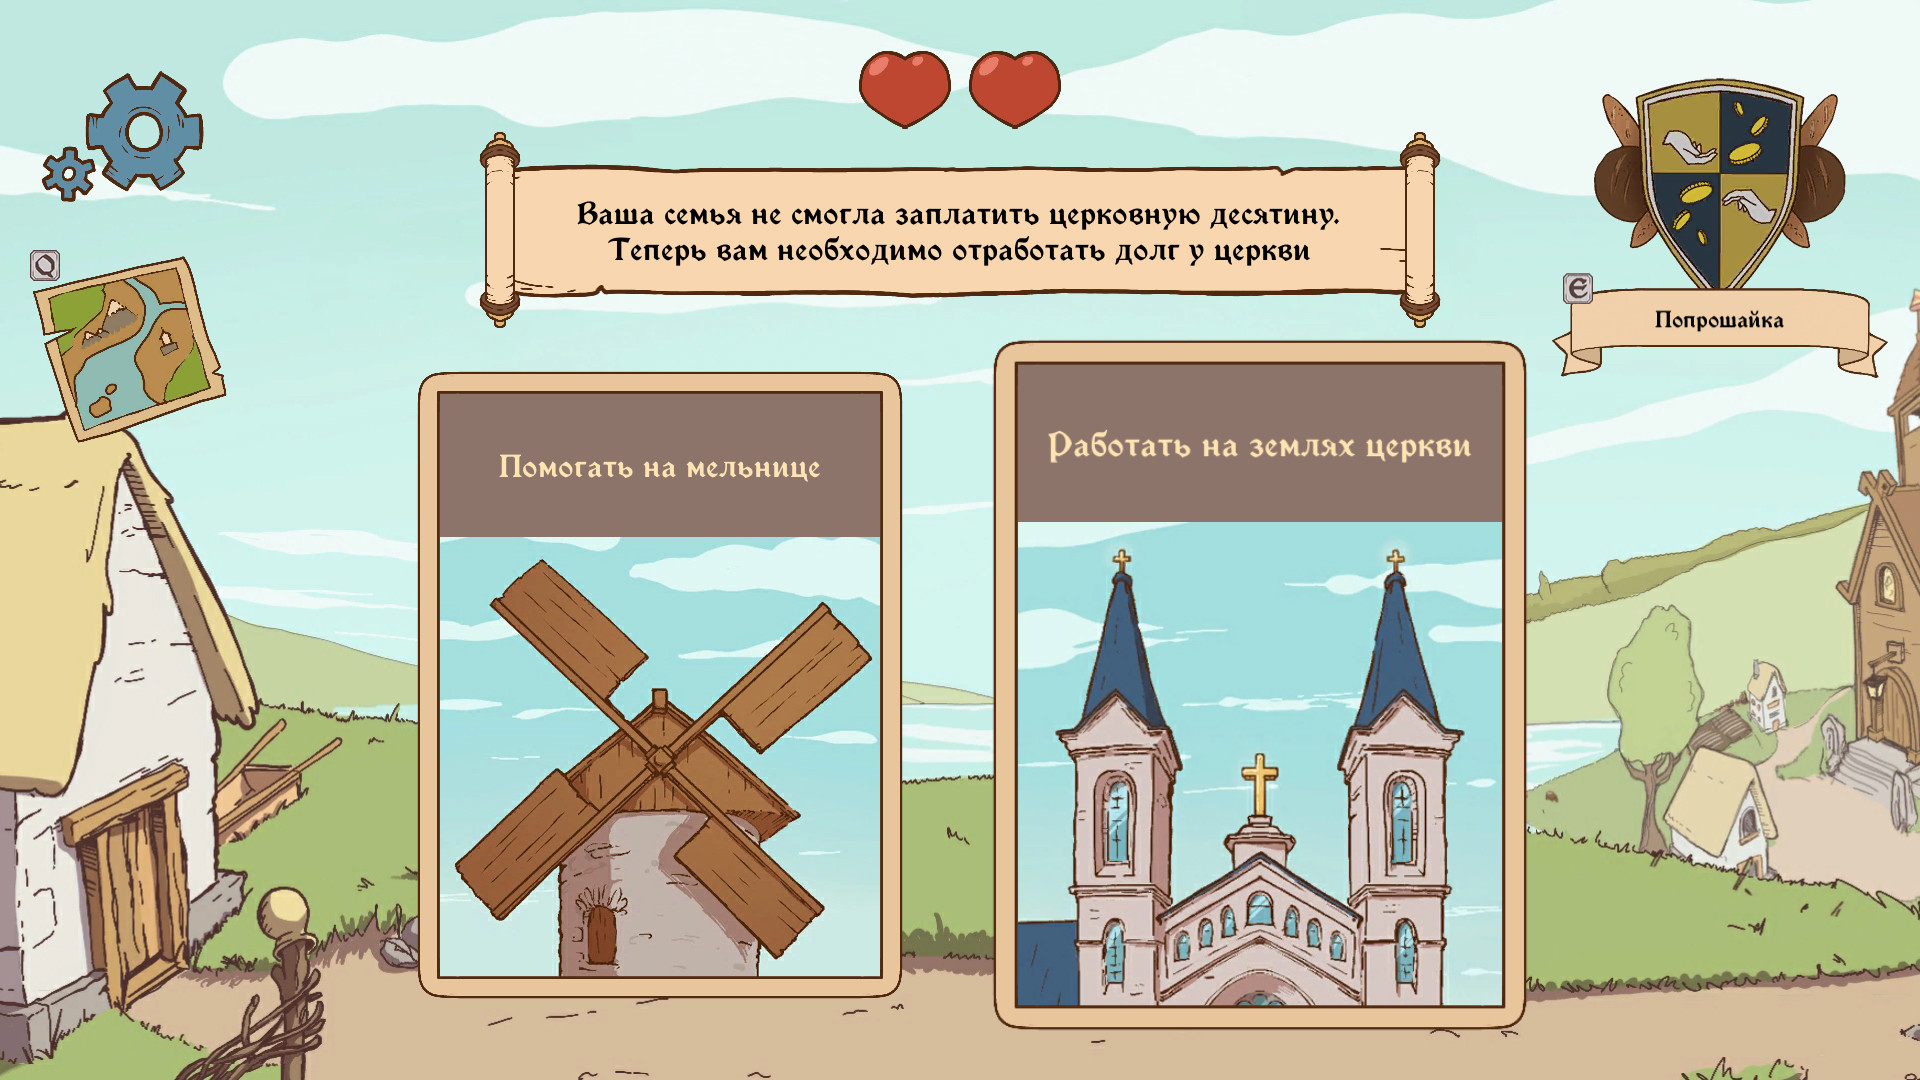 Ваша семья не смогла заплатить церковную десятину.
Теперь вам необходимо отработать долг у церкви
Q
E
Попрошайка
Помогать на мельнице
Работать на землях церкви